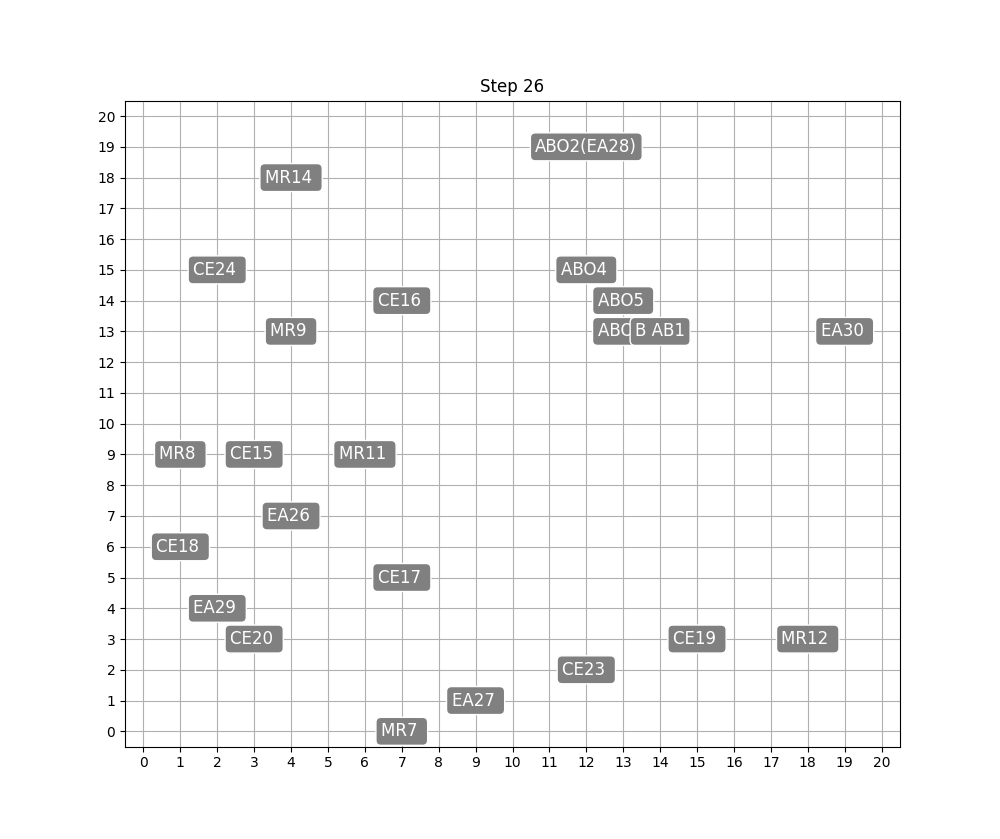 Step 26
20
19 ABO2(EA28)
18 MR14
17
16
15 CE24 ABO4
14 CE16 ABO5
13 MR9 B AB1 EA30
12
11
10
9 MR8 CE15 MR11
8
7 EA26
6 CE18
5 CE17
4 EA29
3 CE20 CE19 MR12
2 CE23
1 EA27
0 MR7
0 1 2 3 4 5 6 7 8 9 10 11 12 13 14 15 16 17 18 19 20